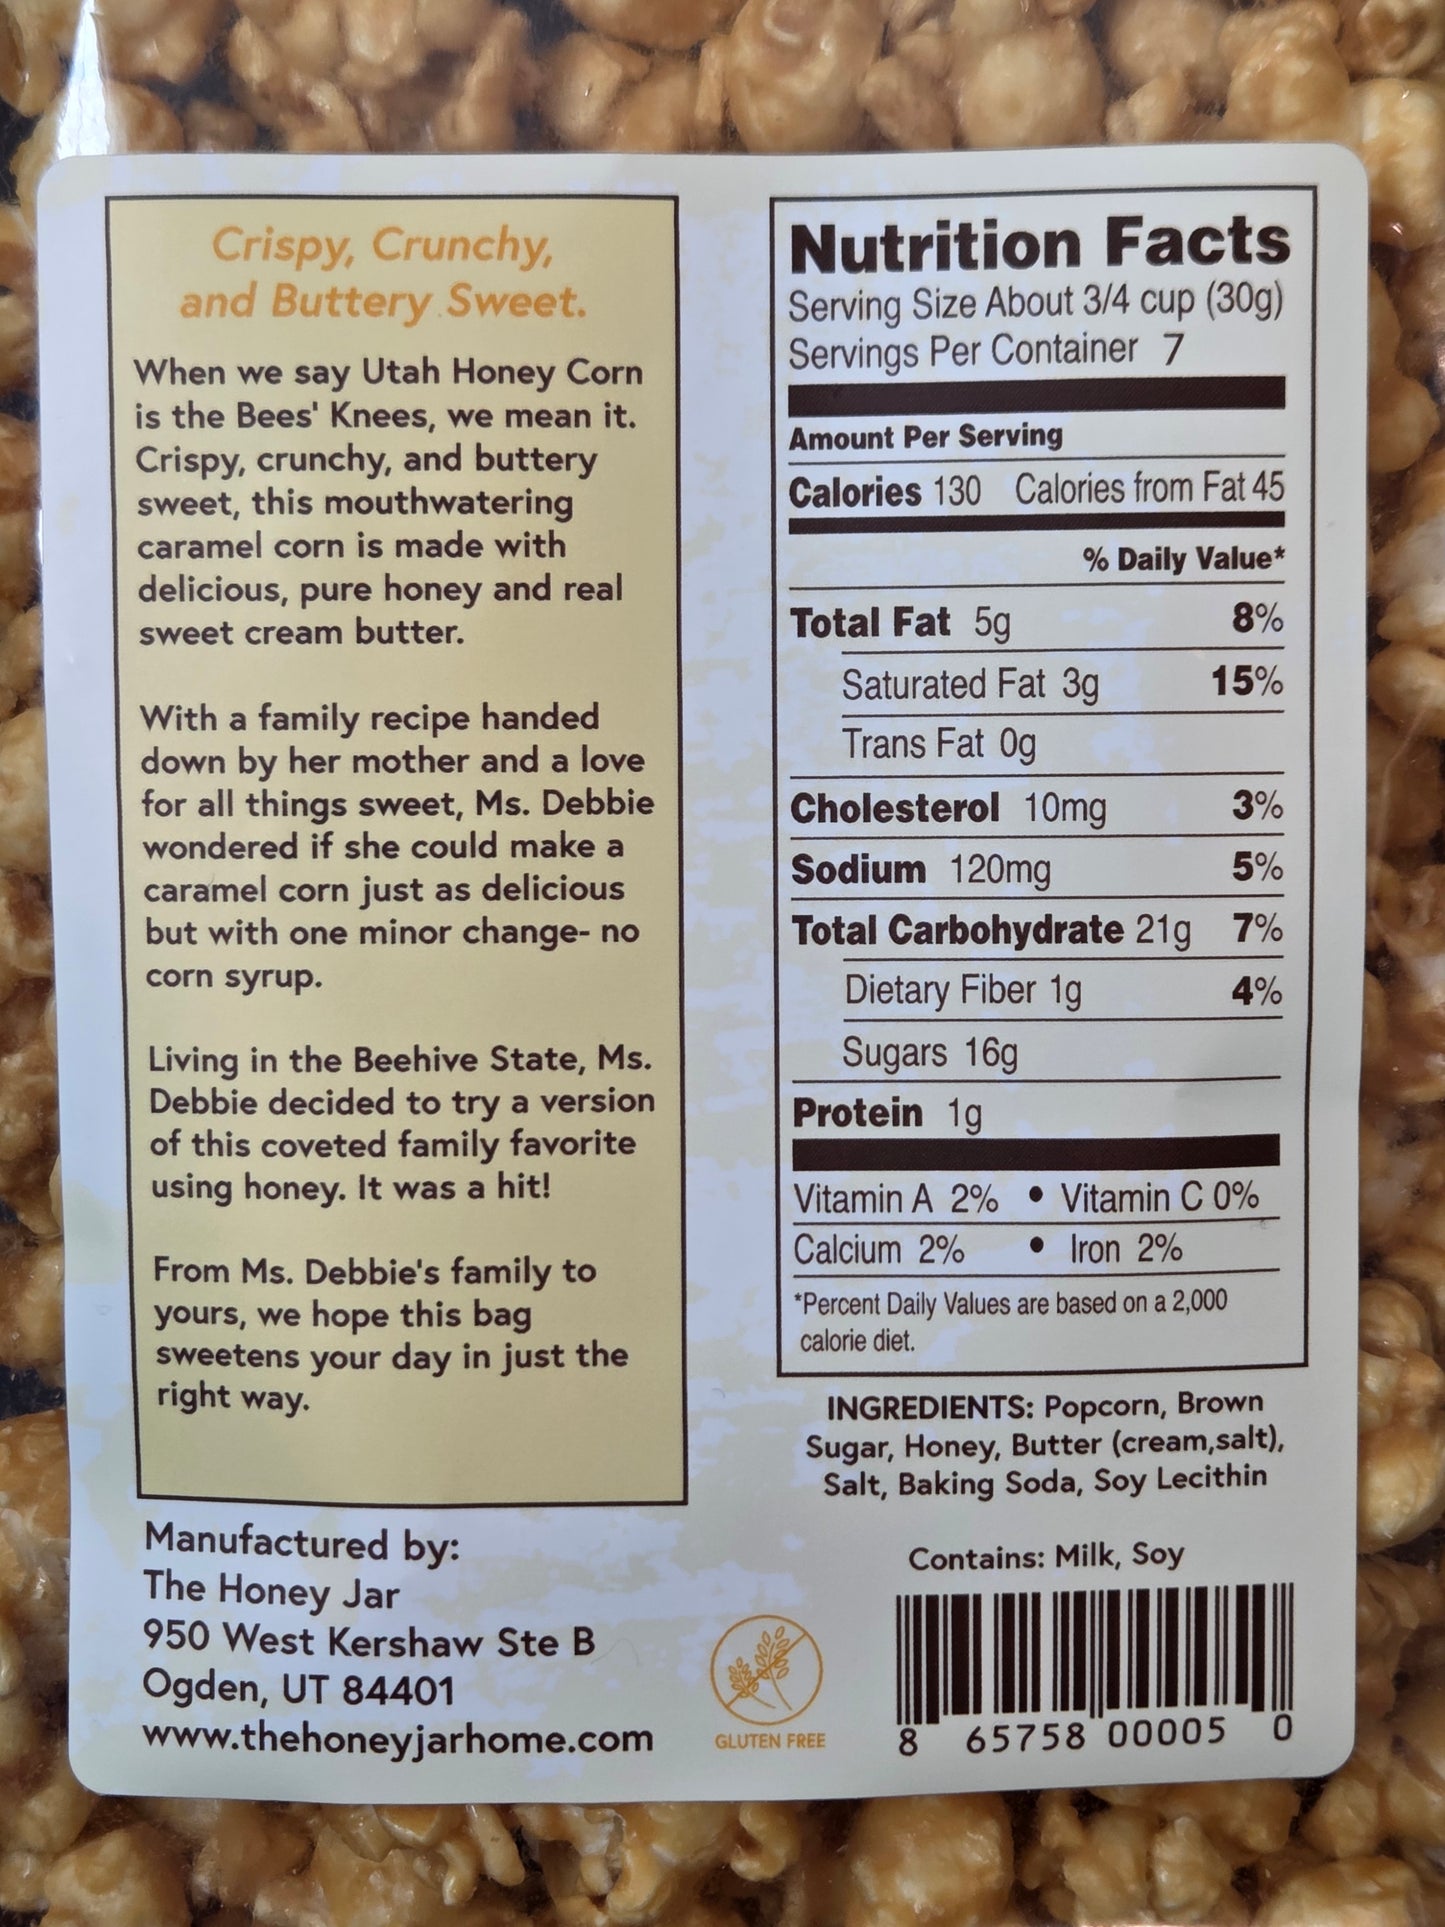 Crispy, Crunchy,
and Buttery Sweet.
When we say Utah Honey Corn
is the Bees' Knees, we mean it.
Crispy, crunchy, and buttery
sweet, this mouthwatering
caramel corn is made with
delicious, pure honey and real
sweet cream butter.
With a family recipe handed
down by her mother and a love
for all things sweet, Ms. Debbie
wondered if she could make a
caramel corn just as delicious
but with one minor change- no
corn syrup.
Living in the Beehive State, Ms.
Debbie decided to try a version
of this coveted family favorite
using honey. It was a hit!
From Ms. Debbie's family to
yours, we hope this bag
sweetens your day in just the
right way.
Manufactured by:
The Honey Jar
950 West Kershaw Ste B
Ogden, UT 84401
www.thehoneyjarhome.com
GLUTEN FREE
Nutrition Facts
Serving Size About 3/4 cup (30g)
Servings Per Container 7
Amount Per Serving
Calories 130 Calories from Fat 45
% Daily Value*
Total Fat 5g 8%
Saturated Fat 3g 15%
Trans Fat 0g
Cholesterol 10mg 3%
Sodium 120mg 5%
Total Carbohydrate 21g 7%
Dietary Fiber 1g 4%
Sugars 16g
Protein 1g
Vitamin A 2% • Vitamin C 0%
Calcium 2% • Iron 2%
*Percent Daily Values are based on a 2,000
calorie diet.
INGREDIENTS: Popcorn, Brown
Sugar, Honey, Butter (cream,salt),
Salt, Baking Soda, Soy Lecithin
Contains: Milk, Soy
8 65758 00005 0